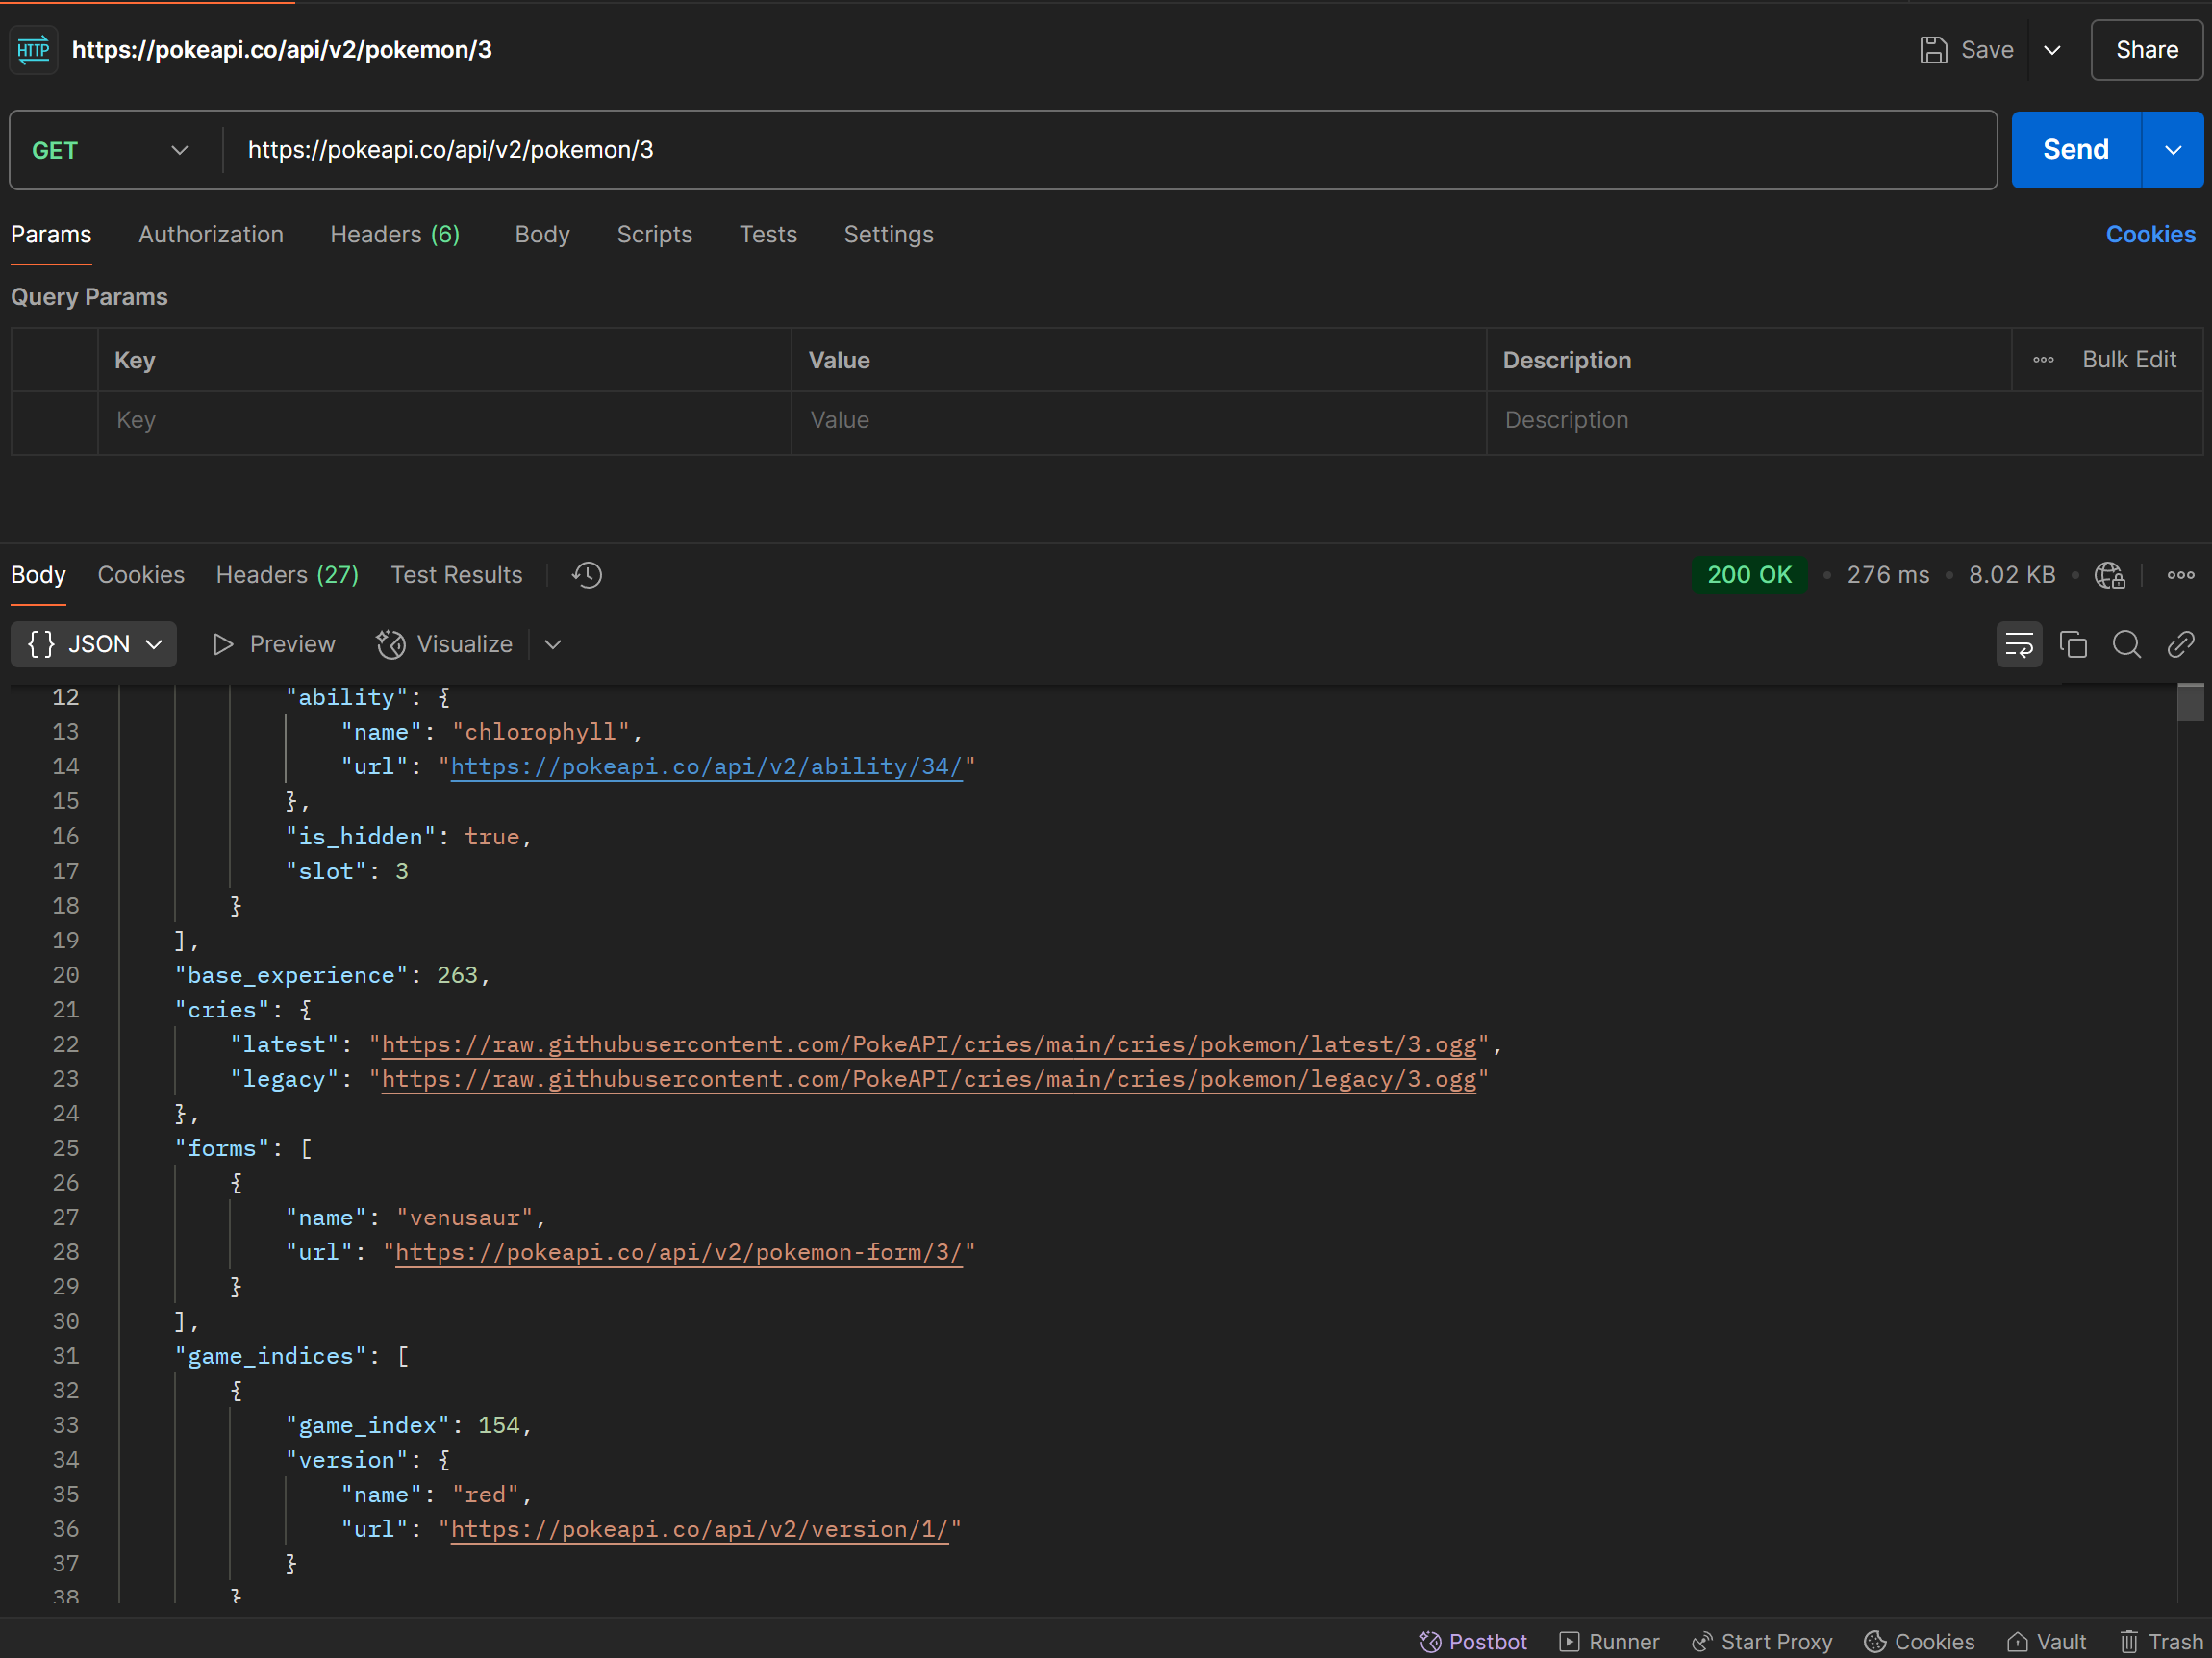 HTTP https://pokeapi.co/api/v2/pokemon/3 Save Share
GET https://pokeapi.co/api/v2/pokemon/3 Send
Params Authorization Headers (6) Body Scripts Tests Settings Cookies
Query Params
Key Value Description Bulk Edit
Key Value Description
Body Cookies Headers (27) Test Results 200 OK • 276 ms • 8.02 KB •
{} JSON Preview Visualize
12 "ability": {
13 "name": "chlorophyll",
14 "url": "https://pokeapi.co/api/v2/ability/34/"
15 },
16 "is_hidden": true,
17 "slot": 3
18 }
19 ],
20 "base_experience": 263,
21 "cries": {
22 "latest": "https://raw.githubusercontent.com/PokeAPI/cries/main/cries/pokemon/latest/3.ogg",
23 "legacy": "https://raw.githubusercontent.com/PokeAPI/cries/main/cries/pokemon/legacy/3.ogg"
24 },
25 "forms": [
26 {
27 "name": "venusaur",
28 "url": "https://pokeapi.co/api/v2/pokemon-form/3/"
29 }
30 ],
31 "game_indices": [
32 {
33 "game_index": 154,
34 "version": {
35 "name": "red",
36 "url": "https://pokeapi.co/api/v2/version/1/"
37 }
38 }
Postbot Runner Start Proxy Cookies Vault Trash